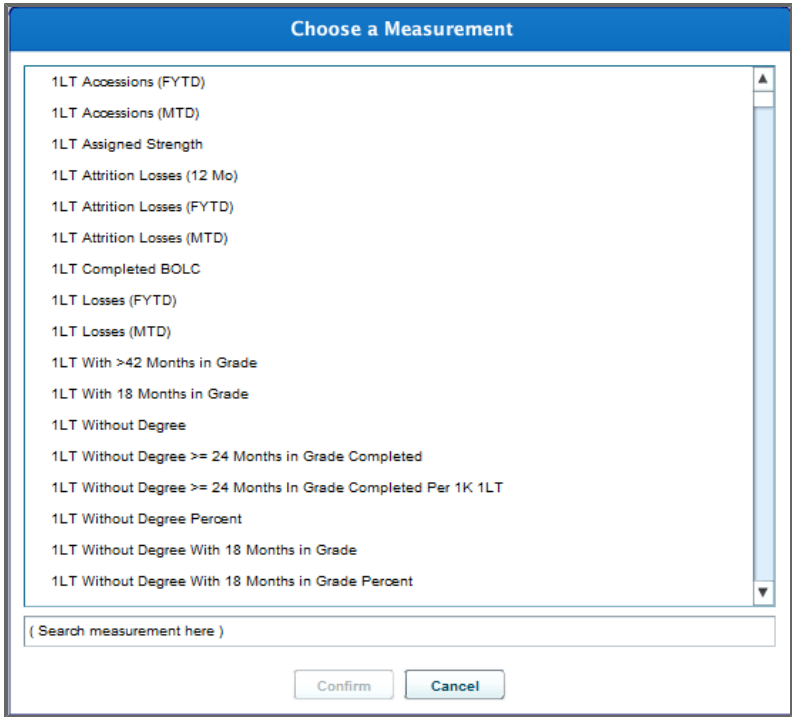 Choose a Measurement
1LT Accessions (FYTD)
1LT Accessions (MTD)
1LT Assigned Strength
1LT Attrition Losses (12 Mo)
1LT Attrition Losses (FYTD)
1LT Attrition Losses (MTD)
1LT Completed BOLC
1LT Losses (FYTD)
1LT Losses (MTD)
1LT With >42 Months in Grade
1LT With 18 Months in Grade
1LT Without Degree
1LT Without Degree >= 24 Months in Grade Completed
1LT Without Degree >= 24 Months In Grade Completed Per 1K 1LT
1LT Without Degree Percent
1LT Without Degree With 18 Months in Grade
1LT Without Degree With 18 Months in Grade Percent
( Search measurement here )
Confirm Cancel